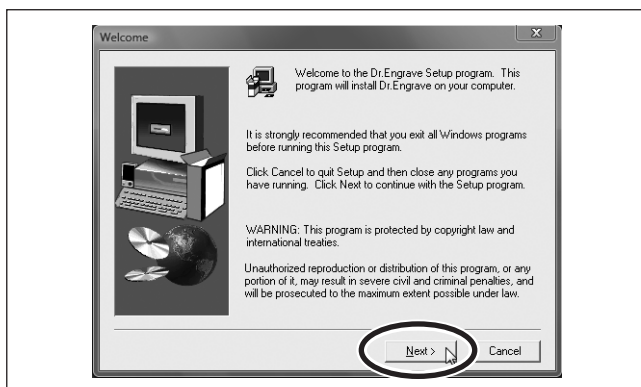 Welcome
Welcome to the Dr.Engrave Setup program. This
program will install Dr.Engrave on your computer.
It is strongly recommended that you exit all Windows programs
before running this Setup program.
Click Cancel to quit Setup and then close any programs you
have running. Click Next to continue with the Setup program.
WARNING: This program is protected by copyright law and
international treaties.
Unauthorized reproduction or distribution of this program, or any
portion of it, may result in severe civil and criminal penalties, and
will be prosecuted to the maximum extent possible under law.
Next > Cancel